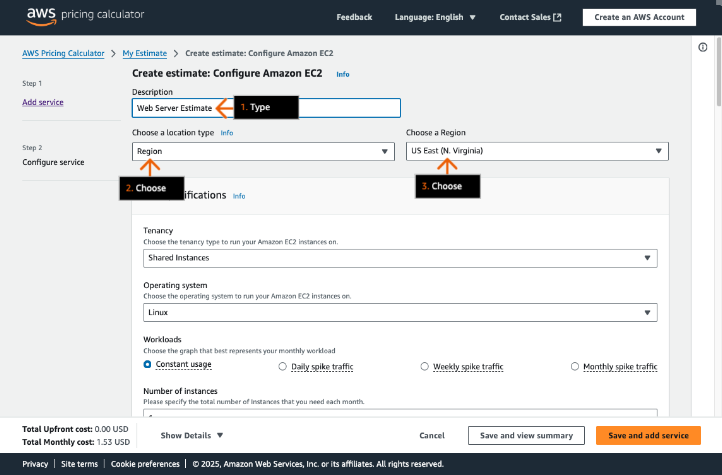 aws pricing calculator
Feedback
Language: English
Contact Sales
Create an AWS Account
AWS Pricing Calculator > My Estimate > Create estimate: Configure Amazon EC2
Step 1
Add service
Step 2
Configure service
Create estimate: Configure Amazon EC2 Info
Description
Web Server Estimate
1. Type
Choose a location type Info
Region
2. Choose
Choose a Region
US East (N. Virginia)
3. Choose
ifications Info
Tenancy
Choose the tenancy type to run your Amazon EC2 instances on.
Shared Instances
Operating system
Choose the operating system to run your Amazon EC2 instances on.
Linux
Workloads
Choose the graph that best represents your monthly workload
Constant usage
Daily spike traffic
Weekly spike traffic
Monthly spike traffic
Number of instances
Please specify the total number of Instances that you need each month.
Total Upfront cost: 0.00 USD
Total Monthly cost: 1.53 USD
Show Details
Cancel
Save and view summary
Save and add service
Privacy | Site terms | Cookie preferences | © 2025, Amazon Web Services, Inc. or its affiliates. All rights reserved.